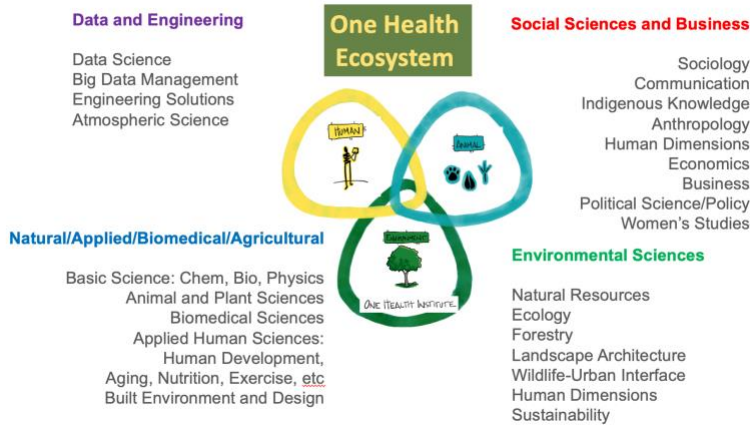 Data and Engineering
Data Science
Big Data Management
Engineering Solutions
Atmospheric Science
One Health
Ecosystem
Social Sciences and Business
Sociology
Communication
Indigenous Knowledge
Anthropology
Human Dimensions
Economics
Business
Political Science/Policy
Women's Studies
HUMAN
ANIMAL
ENVIRONMENT
ONE HEALTH INSTITUTE
Natural/Applied/Biomedical/Agricultural
Basic Science: Chem, Bio, Physics
Animal and Plant Sciences
Biomedical Sciences
Applied Human Sciences:
Human Development,
Aging, Nutrition, Exercise, etc
Built Environment and Design
Environmental Sciences
Natural Resources
Ecology
Forestry
Landscape Architecture
Wildlife-Urban Interface
Human Dimensions
Sustainability